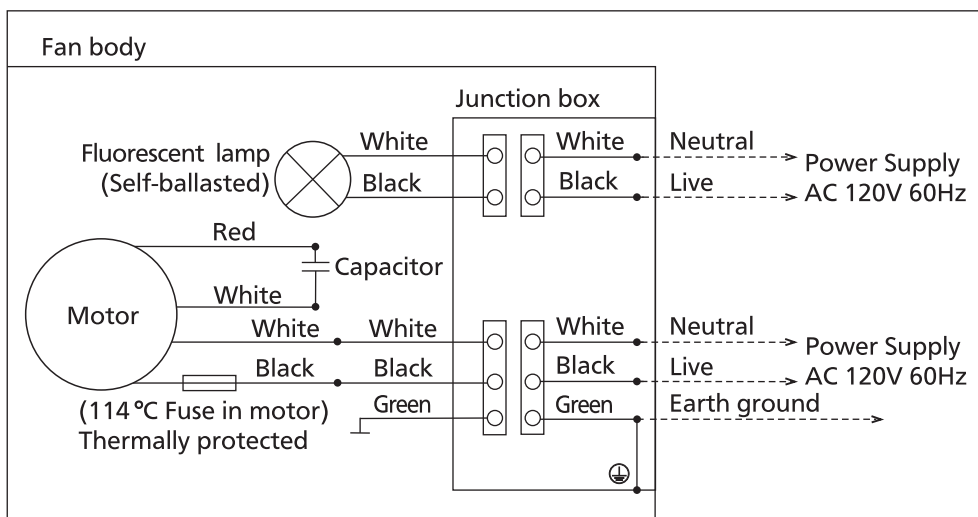 Fan body
Junction box
Fluorescent lamp
(Self-ballasted)
White
Black
White
Black
Neutral
Live
Power Supply
AC 120V 60Hz
Red
Capacitor
White
Motor
White
White
Black
Black
Green
(114 °C Fuse in motor)
Thermally protected
White
Black
Green
Neutral
Live
Earth ground
Power Supply
AC 120V 60Hz